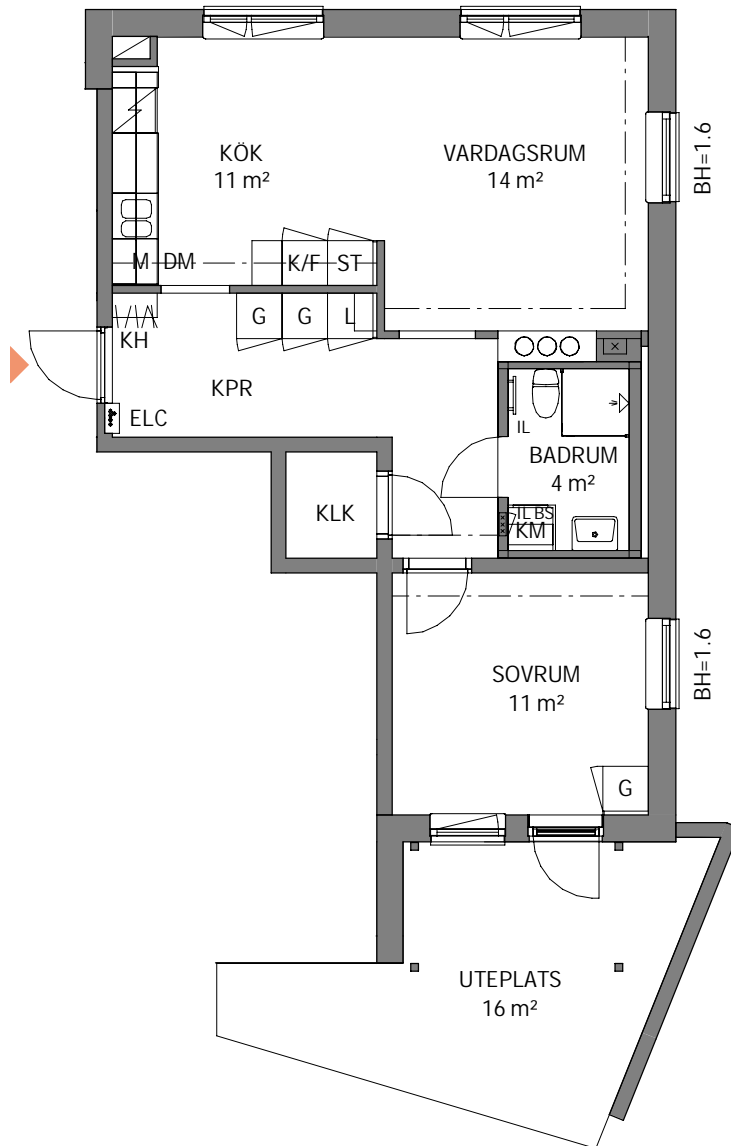 KÖK
11 m²
VARDAGSRUM
14 m²
BH=1.6
M DM
K/F
ST
G
G
L
KH
KPR
ELC
IL
BADRUM
4 m²
KLK
IL BS
KM
SOVRUM
11 m²
BH=1.6
G
UTEPLATS
16 m²